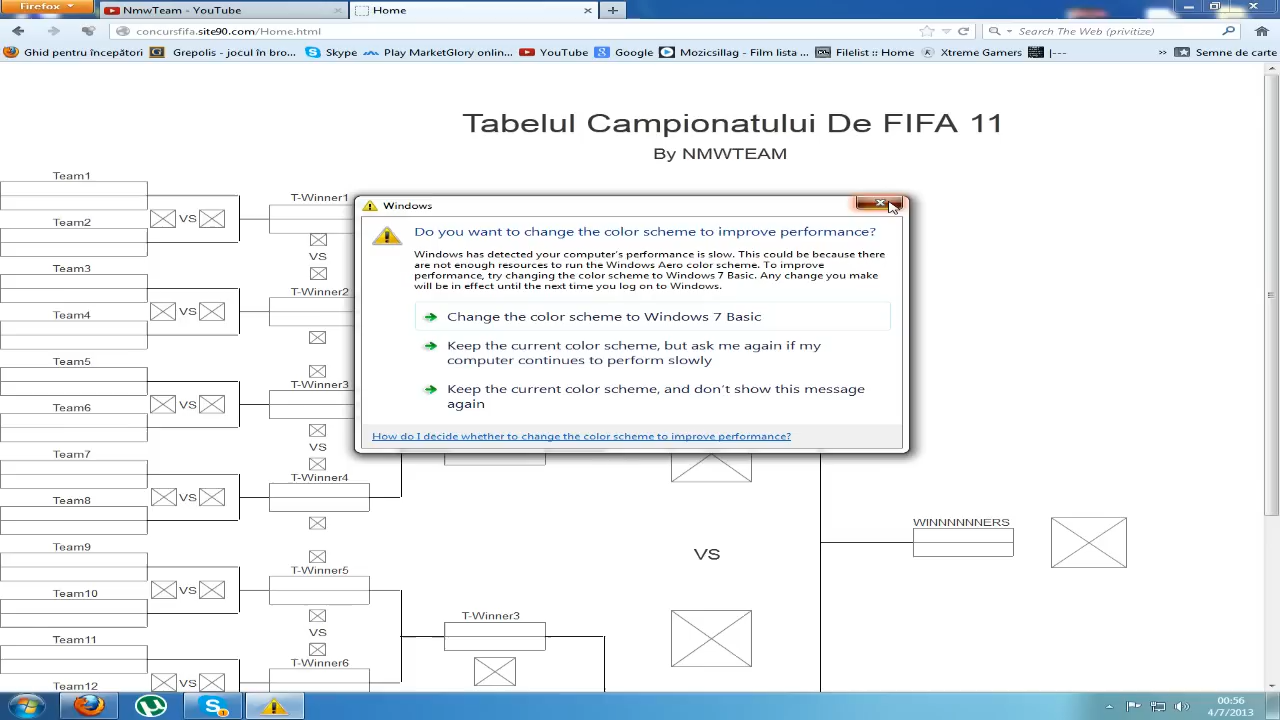 Firefox
NmwTeam - YouTube
Home
concursfifa.site90.com/Home.html
Search The Web (privitize)
Ghid pentru începători
Grepolis - jocul în bro...
Skype
Play MarketGlory onlin...
YouTube
Google
Mozicsillag - Film lista ...
Filelist :: Home
Xtreme Gamers
|---
»
Semne de carte
Tabelul Campionatului De FIFA 11
By NMWTEAM
Team1
Team2
VS
Team3
Team4
VS
Team5
Team6
VS
Team7
Team8
VS
Team9
Team10
VS
Team11
Team12
VS
T-Winner1
VS
T-Winner2
T-Winner3
VS
T-Winner4
T-Winner5
VS
T-Winner6
Windows
Do you want to change the color scheme to improve performance?
Windows has detected your computer's performance is slow. This could be because there
are not enough resources to run the Windows Aero color scheme. To improve
performance, try changing the color scheme to Windows 7 Basic. Any change you make
will be in effect until the next time you log on to Windows.
Change the color scheme to Windows 7 Basic
Keep the current color scheme, but ask me again if my
computer continues to perform slowly
Keep the current color scheme, and don't show this message
again
How do I decide whether to change the color scheme to improve performance?
T-Winner3
VS
WINNNNNNERS
00:56
4/7/2013